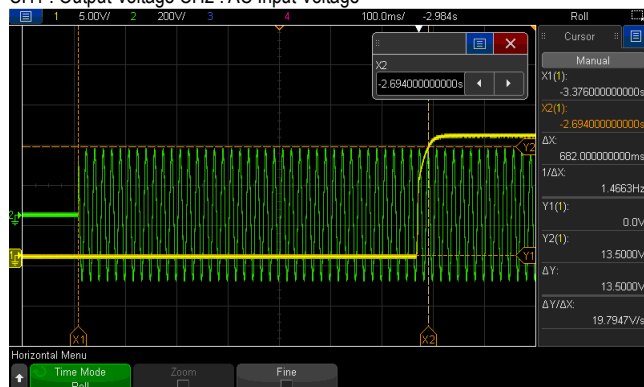 CH1 : Output Voltage CH2 : AC Input Voltage
1 5.00V/ 2 200V/ 3 4 100.0ms/ -2.984s Roll
Cursor
Manual
X1(1):
-3.376000000000s
X2(1):
-2.694000000000s
ΔX:
682.000000000ms
1/ΔX:
1.4663Hz
Y1(1):
0.0V
Y2(1):
13.5000V
ΔY:
13.5000V
ΔY/ΔX:
19.7947V/s
X2
-2.694000000000s
Y2
2
1
Y1
X1 X2
Horizontal Menu
Time Mode
Roll
Zoom
Fine